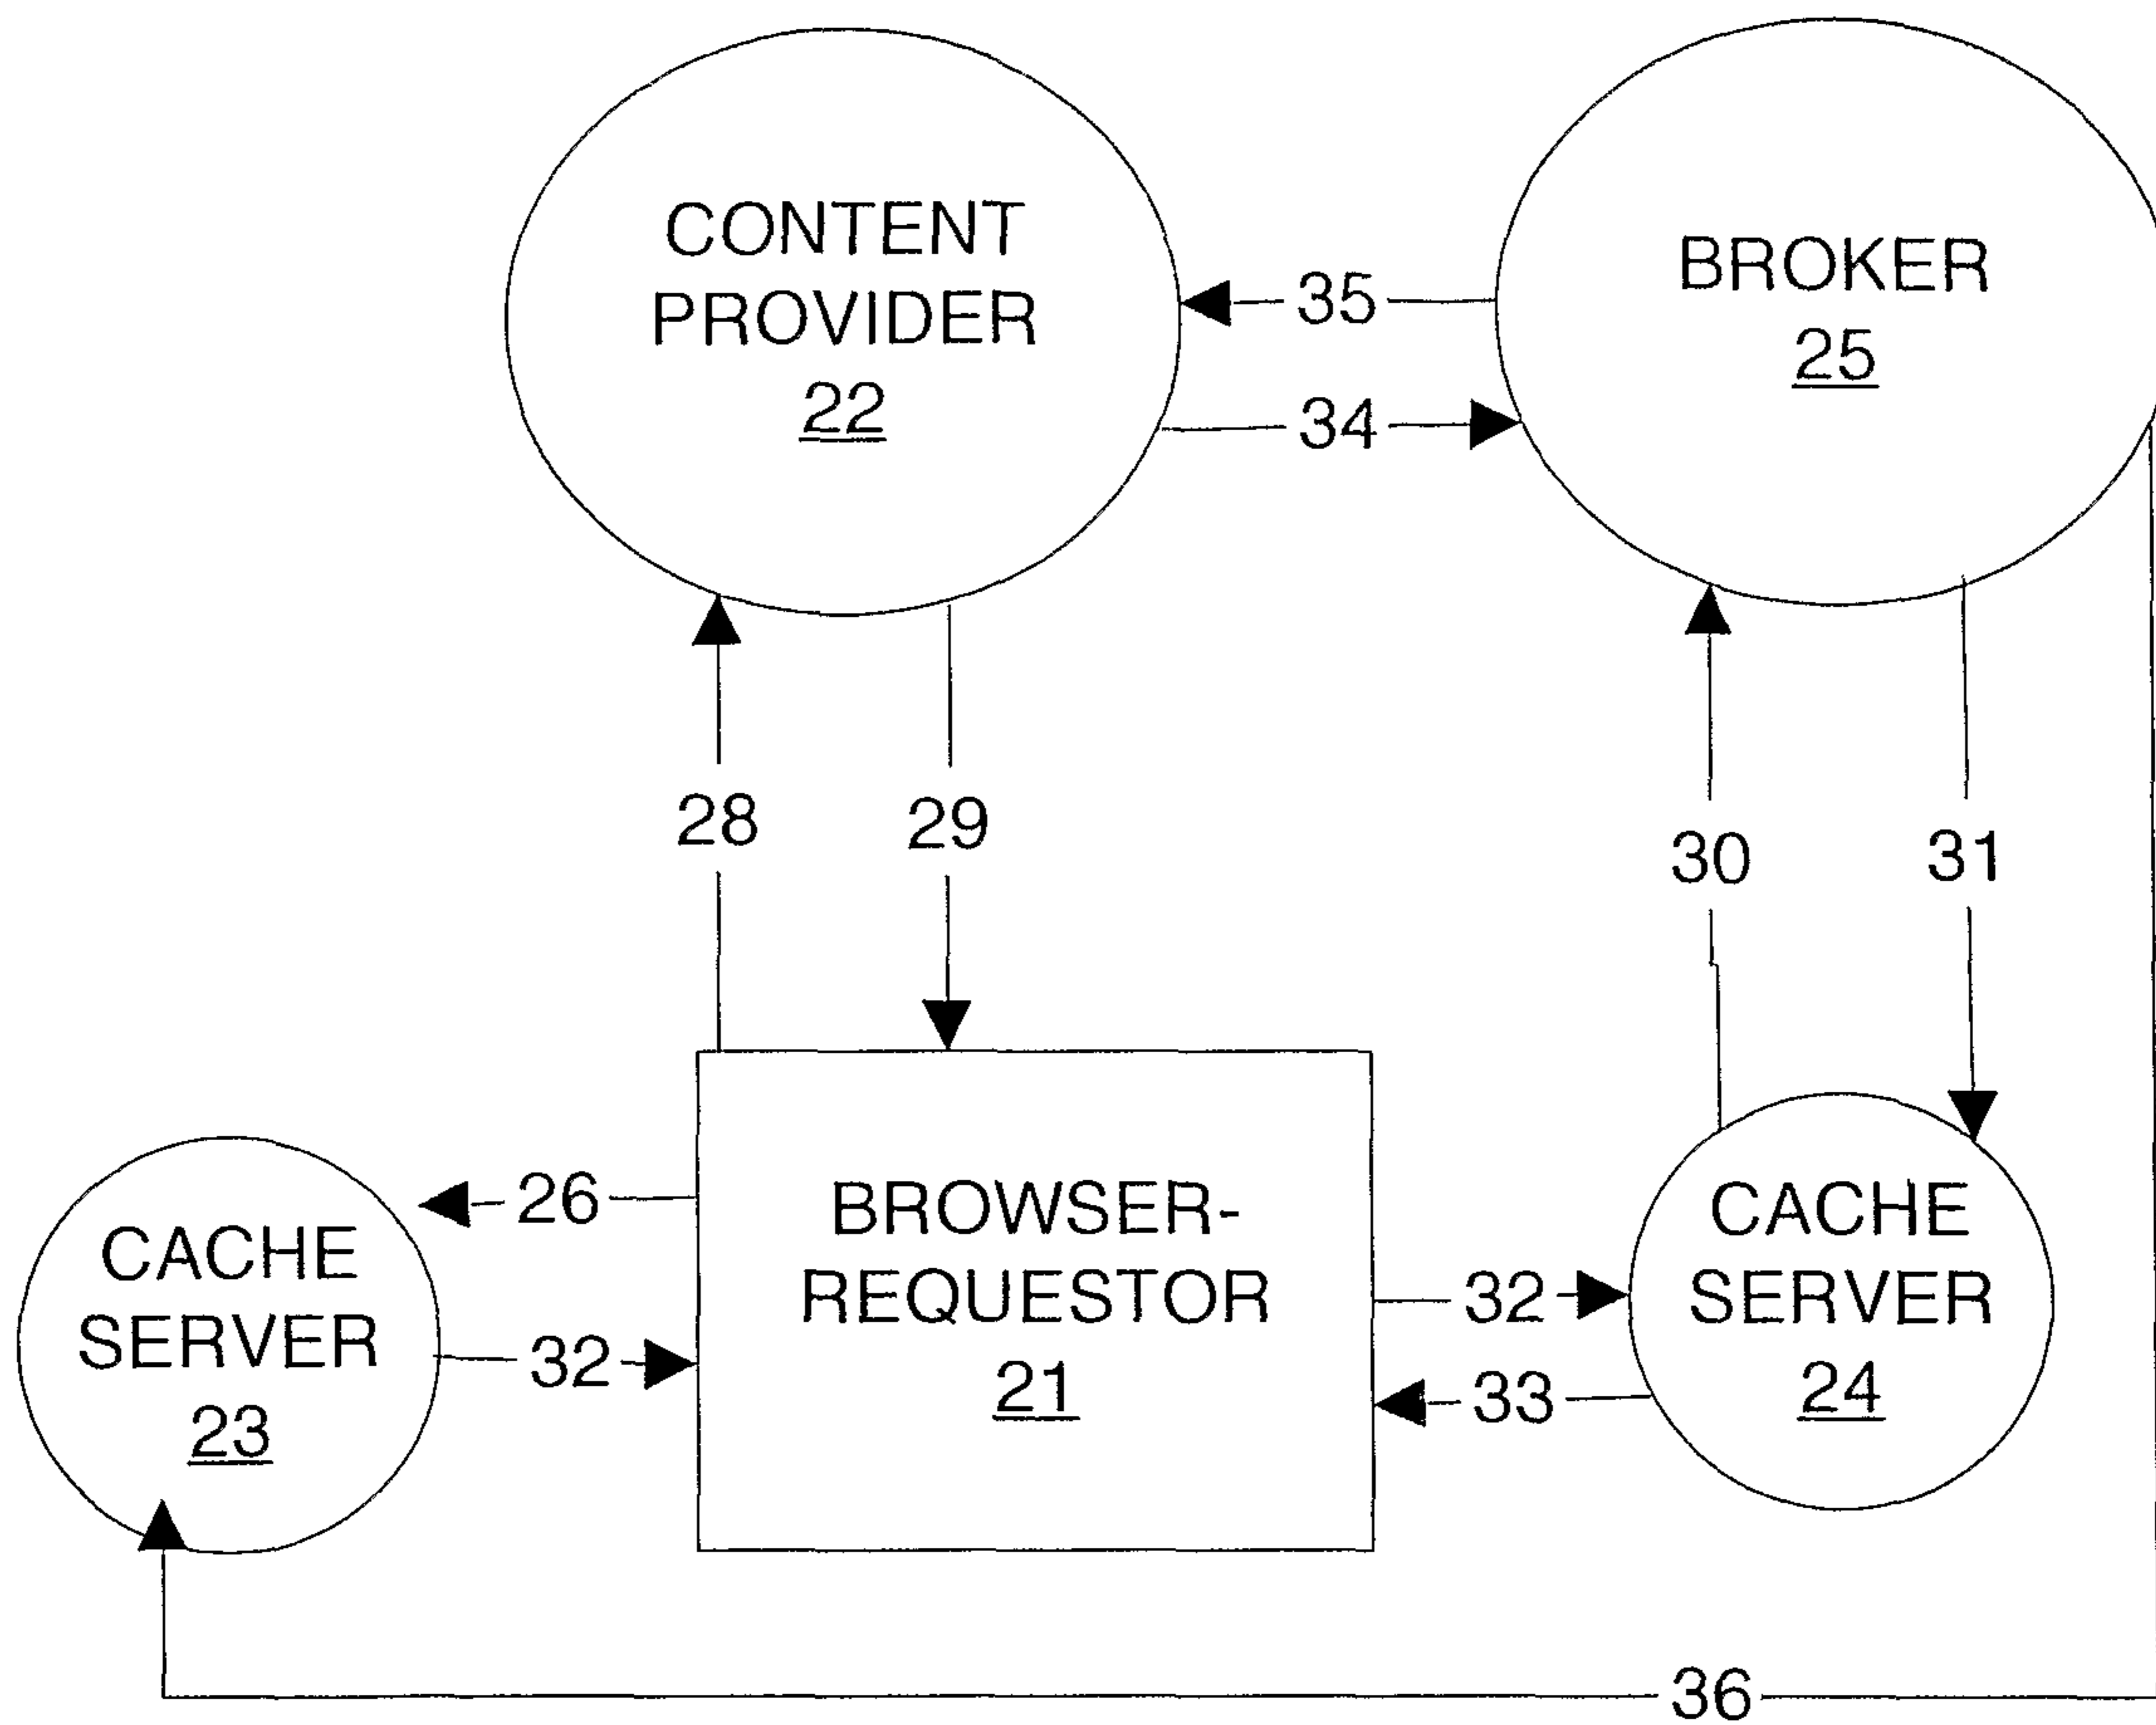 CONTENT
PROVIDER
22
BROKER
25
35
34
28
29
30
31
26
32
CACHE
SERVER
23
BROWSER-
REQUESTOR
21
32
33
CACHE
SERVER
24
36